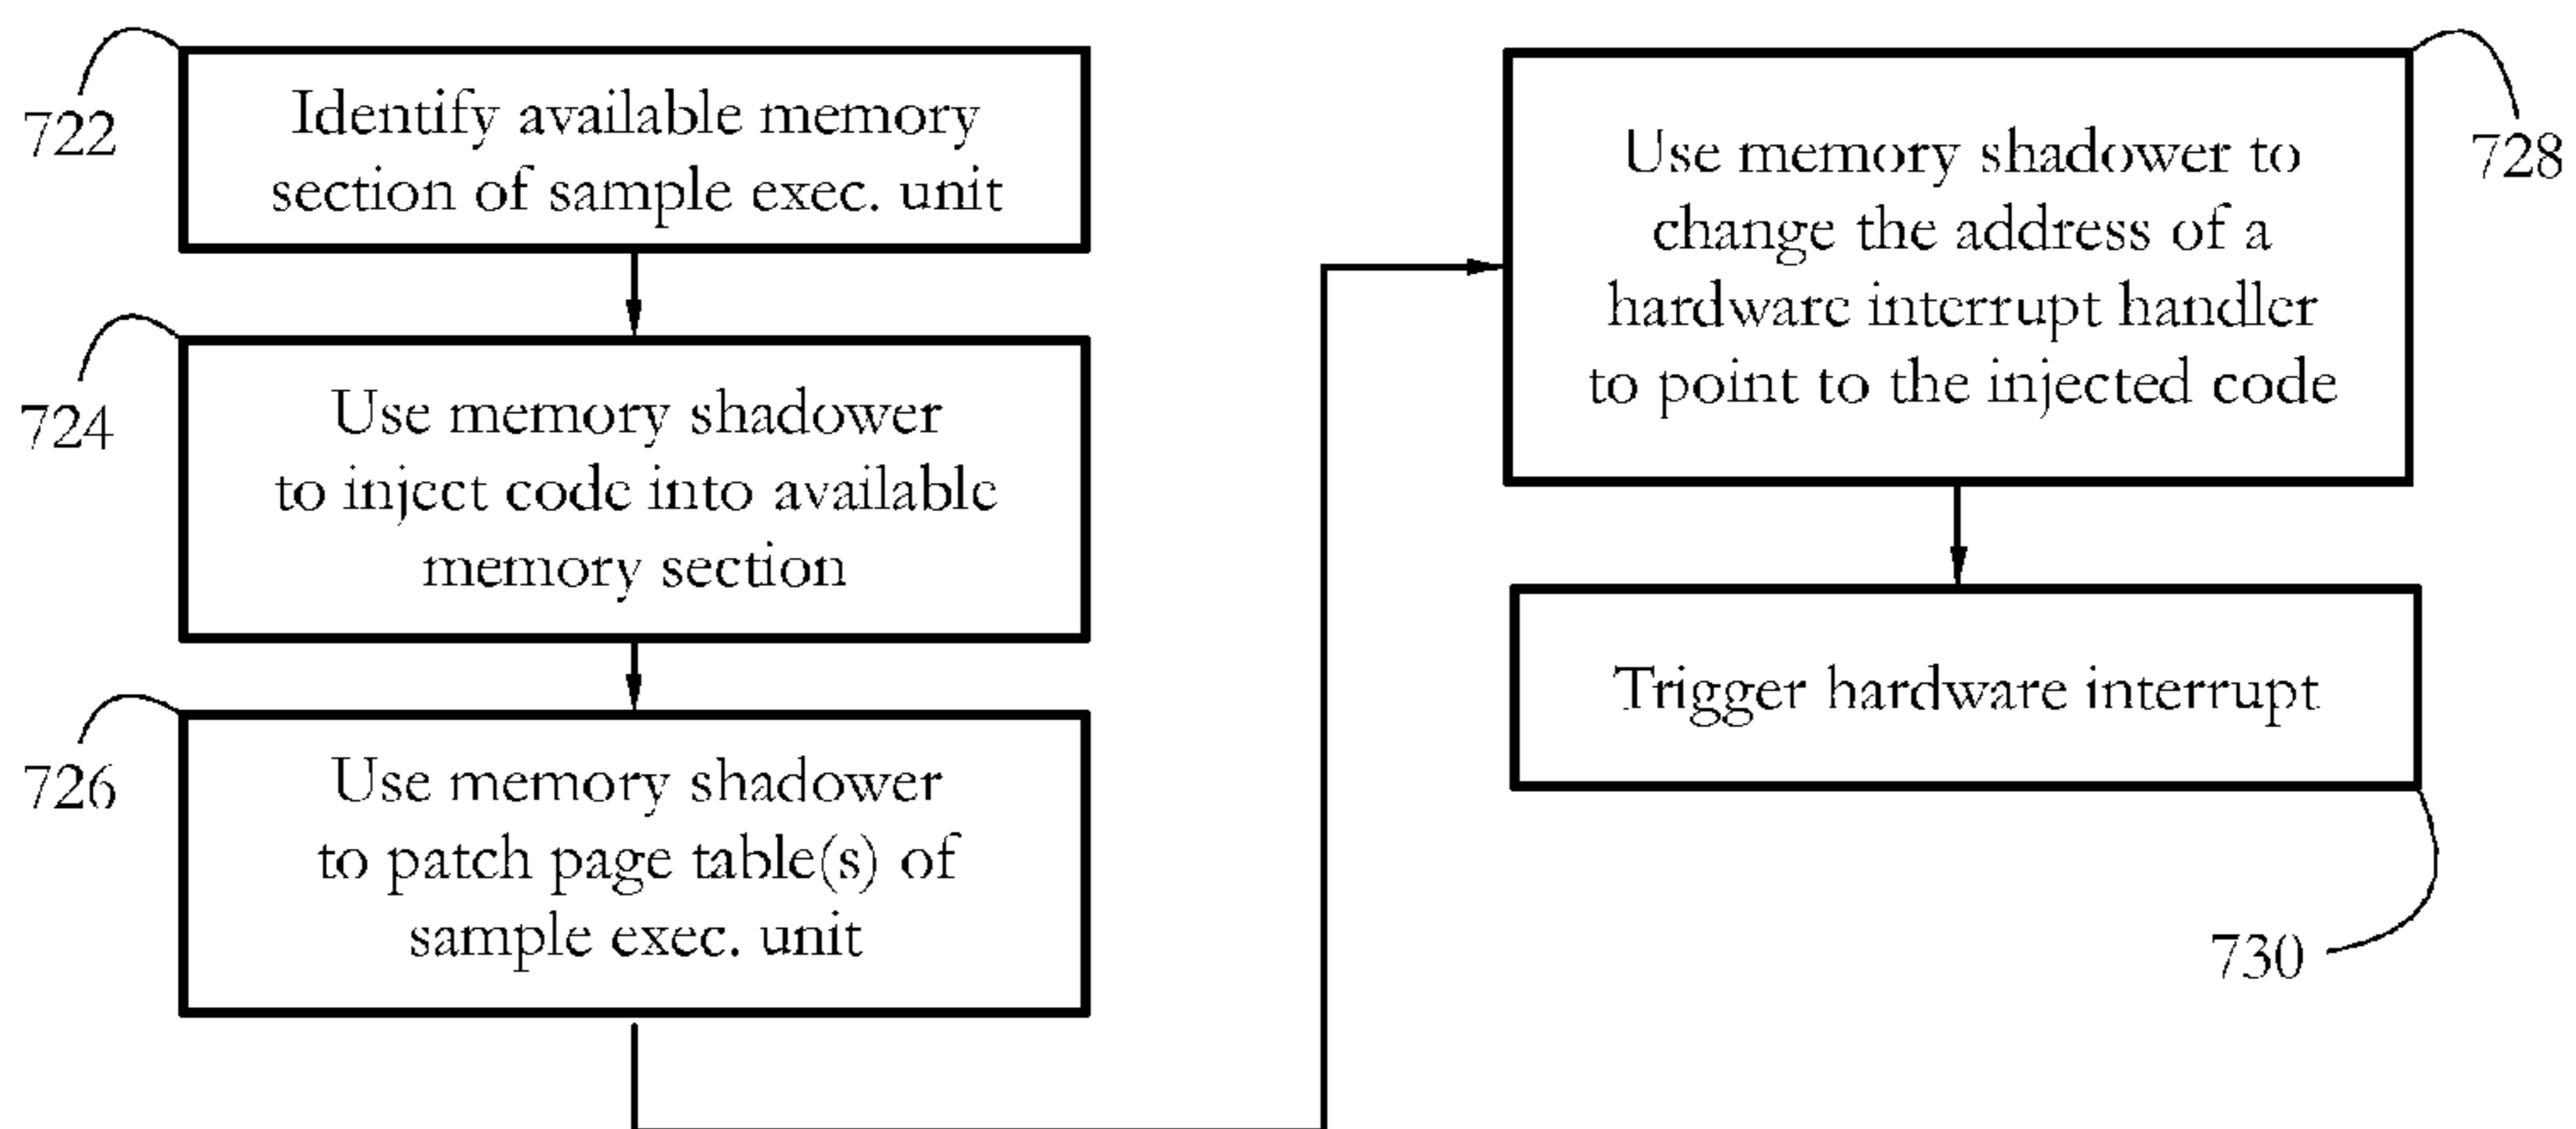 722
Identify available memory
section of sample exec. unit
724
Use memory shadower
to inject code into available
memory section
726
Use memory shadower
to patch page table(s) of
sample exec. unit
728
Use memory shadower to
change the address of a
hardware interrupt handler
to point to the injected code
Trigger hardware interrupt
730